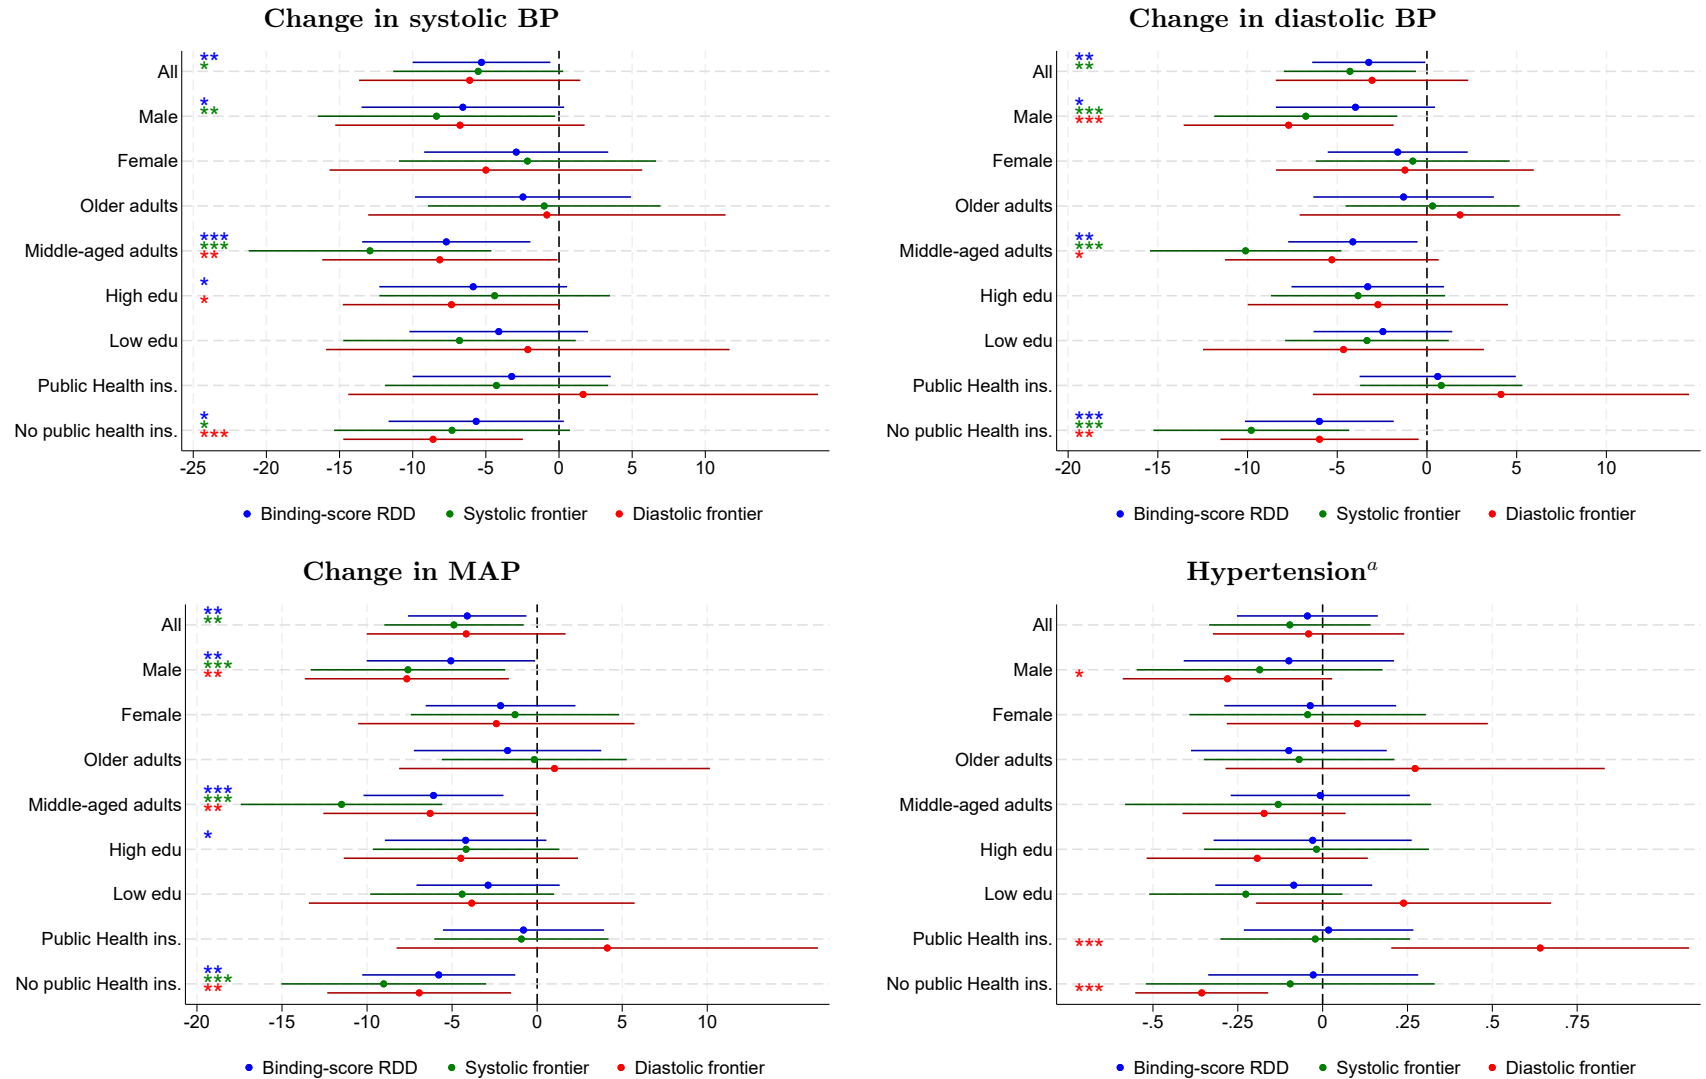 Change in systolic BP
**
*
All
*
**
Male
Female
Older adults
***
***
**
Middle-aged adults
*
*
High edu
Low edu
Public Health ins.
*
*
***
No public health ins.
-25 -20 -15 -10 -5 0 5 10
Binding-score RDD Systolic frontier Diastolic frontier
Change in diastolic BP
**
**
All
*
***
***
Male
Female
Older adults
**
***
*
Middle-aged adults
High edu
Low edu
Public Health ins.
***
***
**
No public Health ins.
-20 -15 -10 -5 0 5 10
Binding-score RDD Systolic frontier Diastolic frontier
Change in MAP
**
**
All
**
***
**
Male
Female
Older adults
***
***
**
Middle-aged adults
*
High edu
Low edu
Public Health ins.
**
***
**
No public Health ins.
-20 -15 -10 -5 0 5 10
Binding-score RDD Systolic frontier Diastolic frontier
Hypertension^a
All
*
Male
Female
Older adults
Middle-aged adults
High edu
Low edu
***
Public Health ins.
***
No public Health ins.
-.5 0 .25 .5 .75
Binding-score RDD Systolic frontier Diastolic frontier